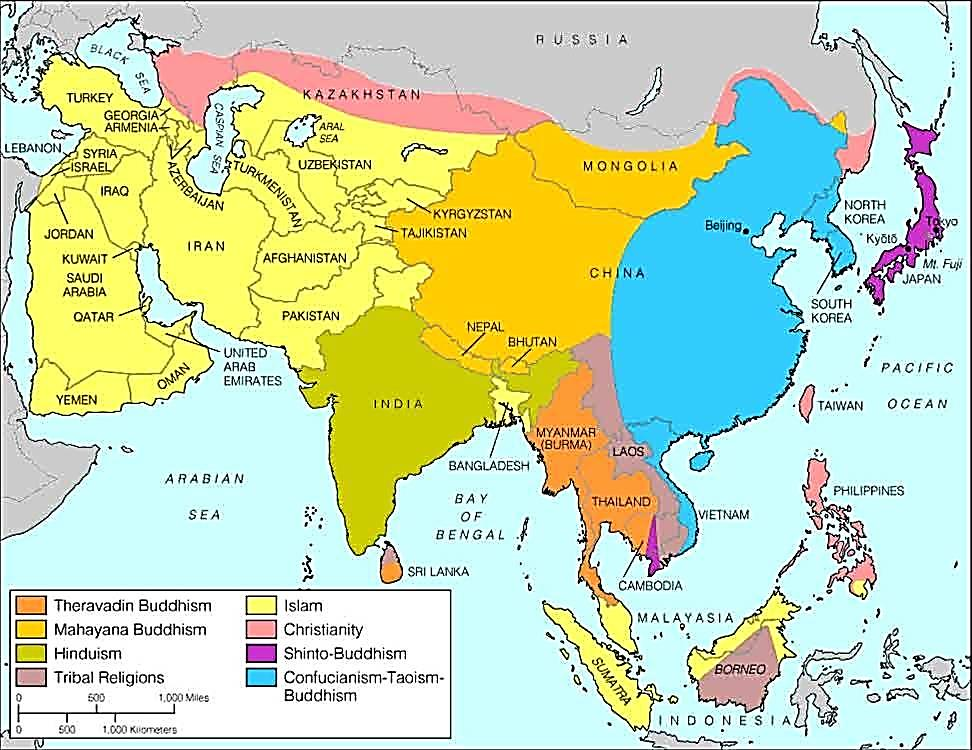 RUSSIA
BLACK
SEA
TURKEY
GEORGIA
ARMENIA
KAZAKHSTAN
CASPIAN SEA
ARAL
SEA
LEBANON
SYRIA
ISRAEL
IRAQ
AZERBAIJAN
TURKMENISTAN
UZBEKISTAN
MONGOLIA
KYRGYZSTAN
TAJIKISTAN
JORDAN
IRAN
AFGHANISTAN
KUWAIT
SAUDI
ARABIA
QATAR
PAKISTAN
CHINA
Beijing
NORTH
KOREA
Tokyo
Kyōtō
Mt. Fuji
JAPAN
SOUTH
KOREA
NEPAL
BHUTAN
UNITED
ARAB
EMIRATES
OMAN
YEMEN
INDIA
PACIFIC
OCEAN
TAIWAN
MYANMAR
(BURMA)
LAOS
BANGLADESH
ARABIAN
SEA
BAY
OF
BENGAL
THAILAND
VIETNAM
PHILIPPINES
SRI LANKA
CAMBODIA
MALAYASIA
SUMATRA
BORNEO
INDONESIA
Theravadin Buddhism
Mahayana Buddhism
Hinduism
Tribal Religions
Islam
Christianity
Shinto-Buddhism
Confucianism-Taoism-
Buddhism
0 500 1,000 Miles
0 500 1,000 Kilometers